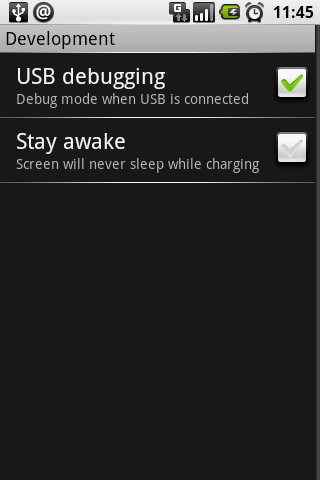 G 11:45
Development
USB debugging
Debug mode when USB is connected
Stay awake
Screen will never sleep while charging